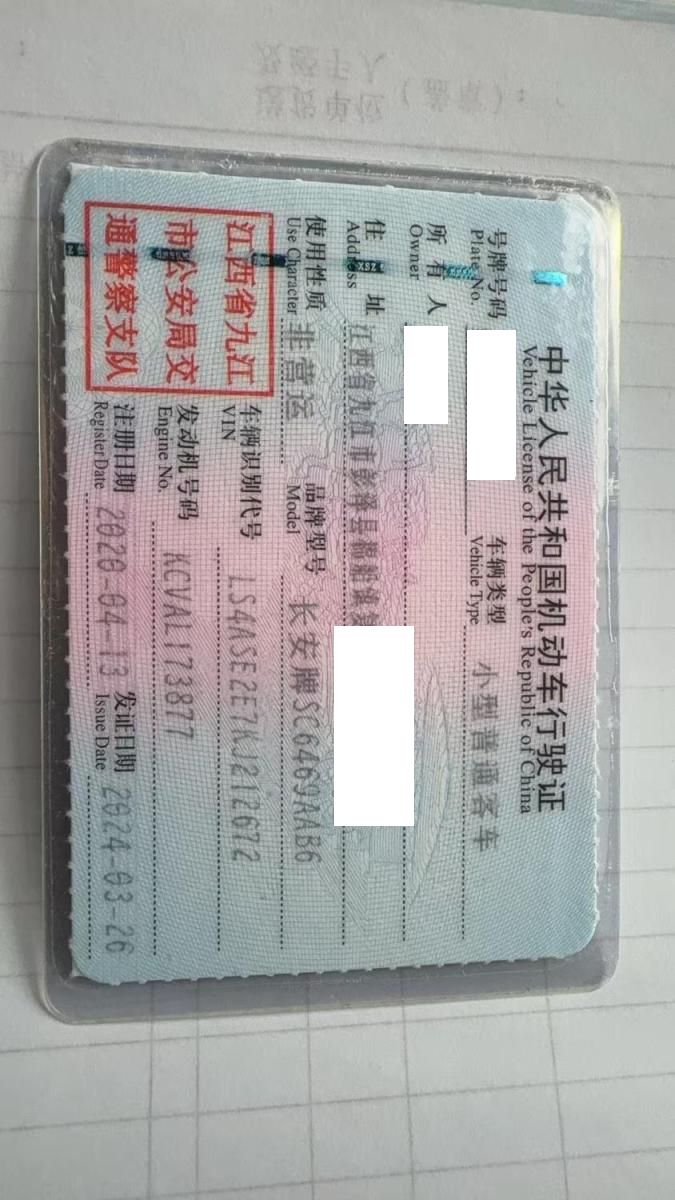 中华人民共和国机动车行驶证
Vehicle License of the People's Republic of China
号牌号码 车辆类型 小型普通客车
Plate No. Vehicle Type
所有人
Owner
住址 江西省九江市彭泽县棉船镇
Address
使用性质 非营运 品牌型号 长安牌SC6469AAB6
Use Character Model
江西省九江
市公安局交
通警察支队
车辆识别代号 LS4ASE2E7KJ212672
VIN
发动机号码 KCVAL173877
Engine No.
注册日期 2020-04-13 发证日期 2024-03-26
Register Date Issue Date